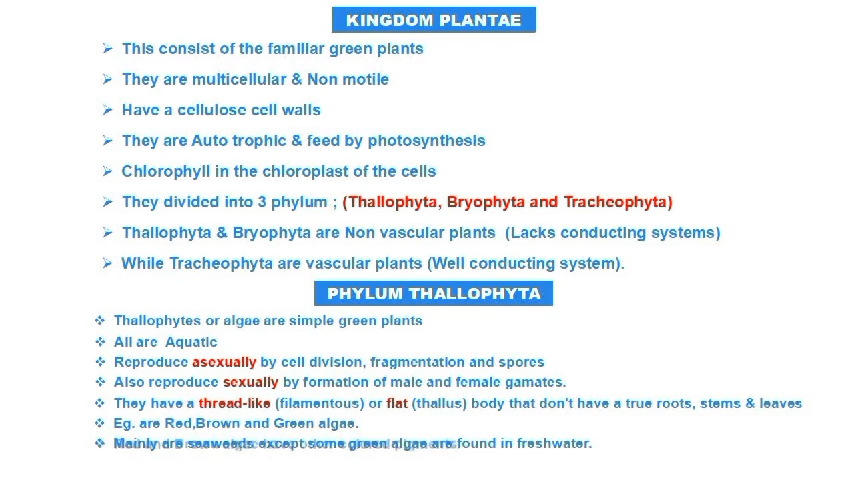 KINGDOM PLANTAE
➢ This consist of the familiar green plants
➢ They are multicellular & Non motile
➢ Have a cellulose cell walls
➢ They are Auto trophic & feed by photosynthesis
➢ Chlorophyll in the chloroplast of the cells
➢ They divided into 3 phylum ; (Thallophyta, Bryophyta and Tracheophyta)
➢ Thallophyta & Bryophyta are Non vascular plants (Lacks conducting systems)
➢ While Tracheophyta are vascular plants (Well conducting system).
PHYLUM THALLOPHYTA
❖ Thallophytes or algae are simple green plants
❖ All are Aquatic
❖ Reproduce asexually by cell division, fragmentation and spores
❖ Also reproduce sexually by formation of male and female gamates.
❖ They have a thread-like (filamentous) or flat (thallus) body that don't have a true roots, stems & leaves
❖ Eg. are Red,Brown and Green algae.
❖ Mainly are seaweeds except some green algae are found in freshwater.